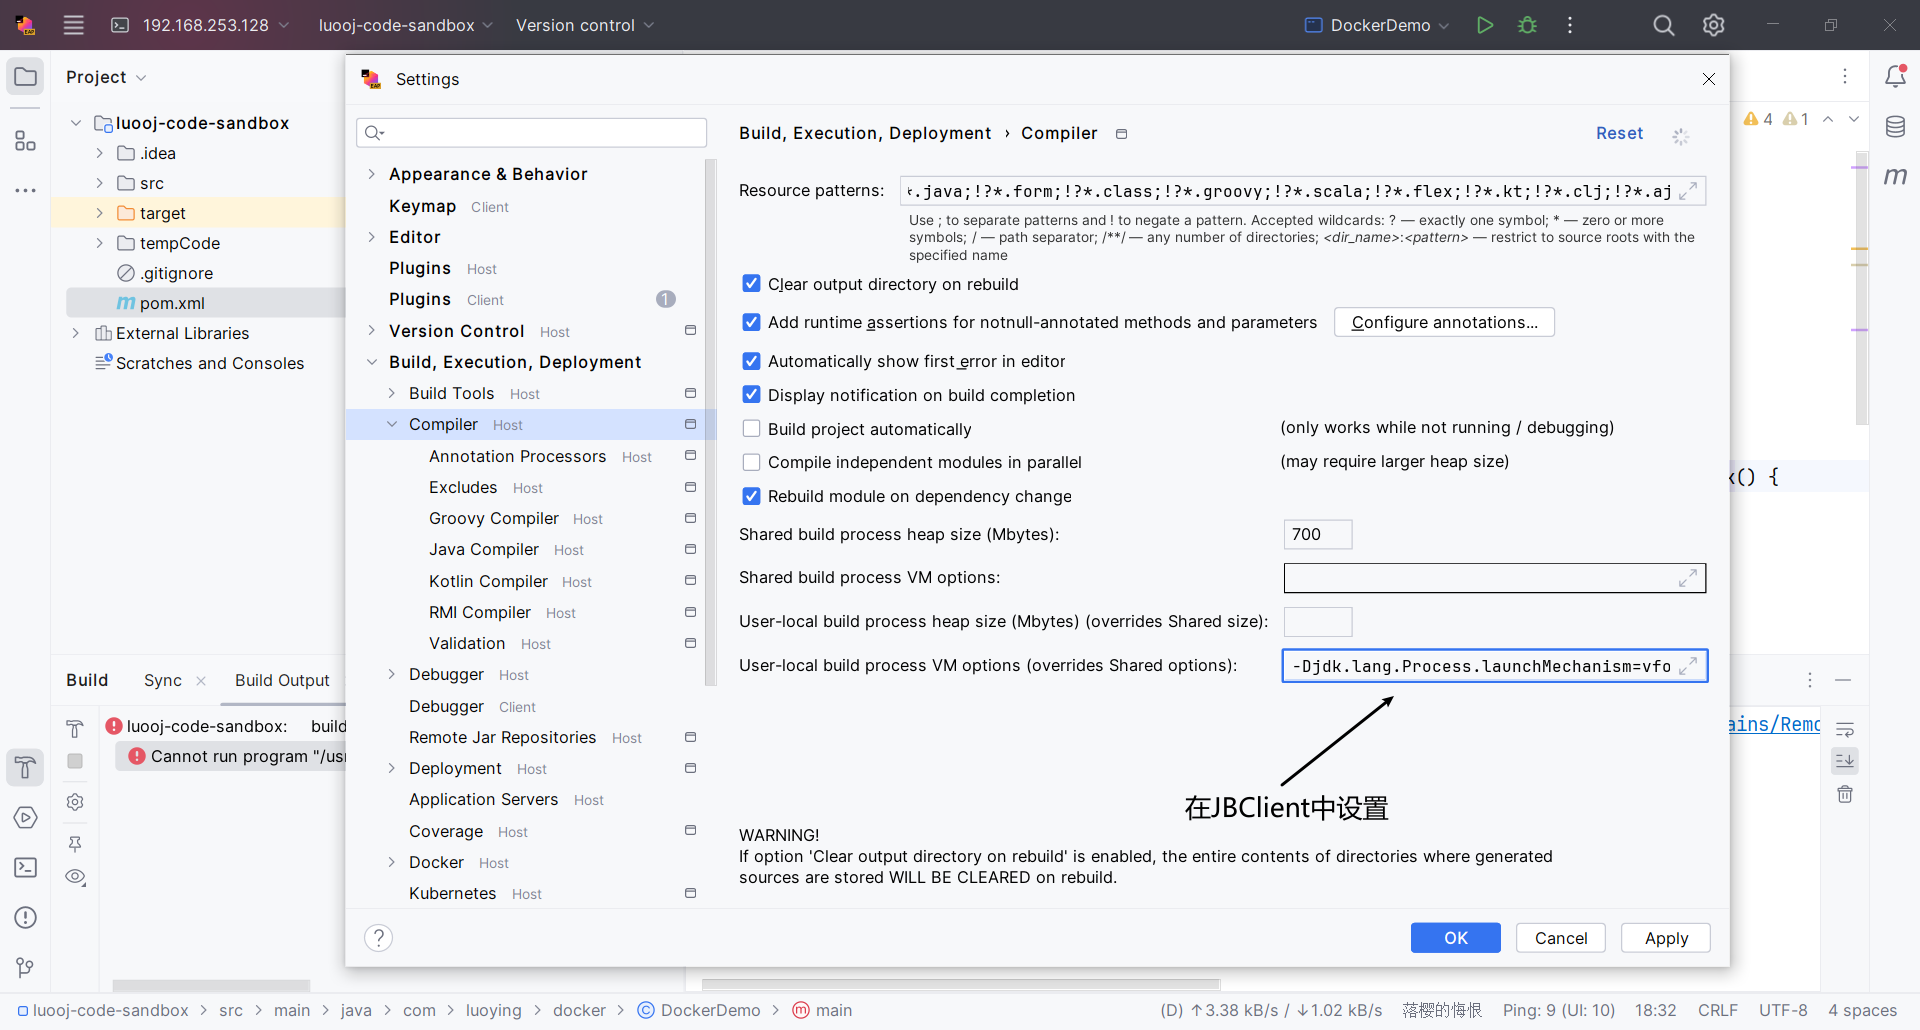 192.168.253.128
luooj-code-sandbox
Version control
DockerDemo
Project
luooj-code-sandbox
.idea
src
target
tempCode
.gitignore
pom.xml
External Libraries
Scratches and Consoles
Settings
Appearance & Behavior
Keymap Client
Editor
Plugins Host
Plugins Client 1
Version Control Host
Build, Execution, Deployment
Build Tools Host
Compiler Host
Annotation Processors Host
Excludes Host
Groovy Compiler Host
Java Compiler Host
Kotlin Compiler Host
RMI Compiler Host
Validation Host
Debugger Host
Debugger Client
Remote Jar Repositories Host
Deployment Host
Application Servers Host
Coverage Host
Docker Host
Kubernetes Host
Build, Execution, Deployment › Compiler
Reset
Resource patterns: *.java;!?*.form;!?*.class;!?*.groovy;!?*.scala;!?*.flex;!?*.kt;!?*.clj;!?*.aj
Use ; to separate patterns and ! to negate a pattern. Accepted wildcards: ? — exactly one symbol; * — zero or more
symbols; / — path separator; /**/ — any number of directories; <dir_name>:<pattern> — restrict to source roots with the
specified name
Clear output directory on rebuild
Add runtime assertions for notnull-annotated methods and parameters
Configure annotations...
Automatically show first error in editor
Display notification on build completion
Build project automatically (only works while not running / debugging)
Compile independent modules in parallel (may require larger heap size)
Rebuild module on dependency change
Shared build process heap size (Mbytes): 700
Shared build process VM options:
User-local build process heap size (Mbytes) (overrides Shared size):
User-local build process VM options (overrides Shared options): -Djdk.lang.Process.launchMechanism=vfo
在JBClient中设置
WARNING!
If option 'Clear output directory on rebuild' is enabled, the entire contents of directories where generated
sources are stored WILL BE CLEARED on rebuild.
?
OK
Cancel
Apply
4 1
x() {
Build
Sync
Build Output
luooj-code-sandbox: build
Cannot run program "/usr
ains/Remo
luooj-code-sandbox > src > main > java > com > luoying > docker > DockerDemo > main
(D) ↑3.38 kB/s / ↓1.02 kB/s
落樱的悔恨
Ping: 9 (UI: 10)
18:32
CRLF
UTF-8
4 spaces